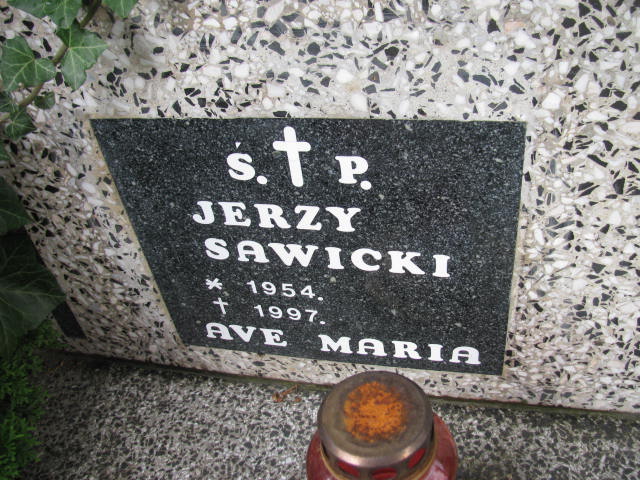 Ś. † P.
JERZY
SAWICKI
* 1954.
† 1997.
AVE MARIA